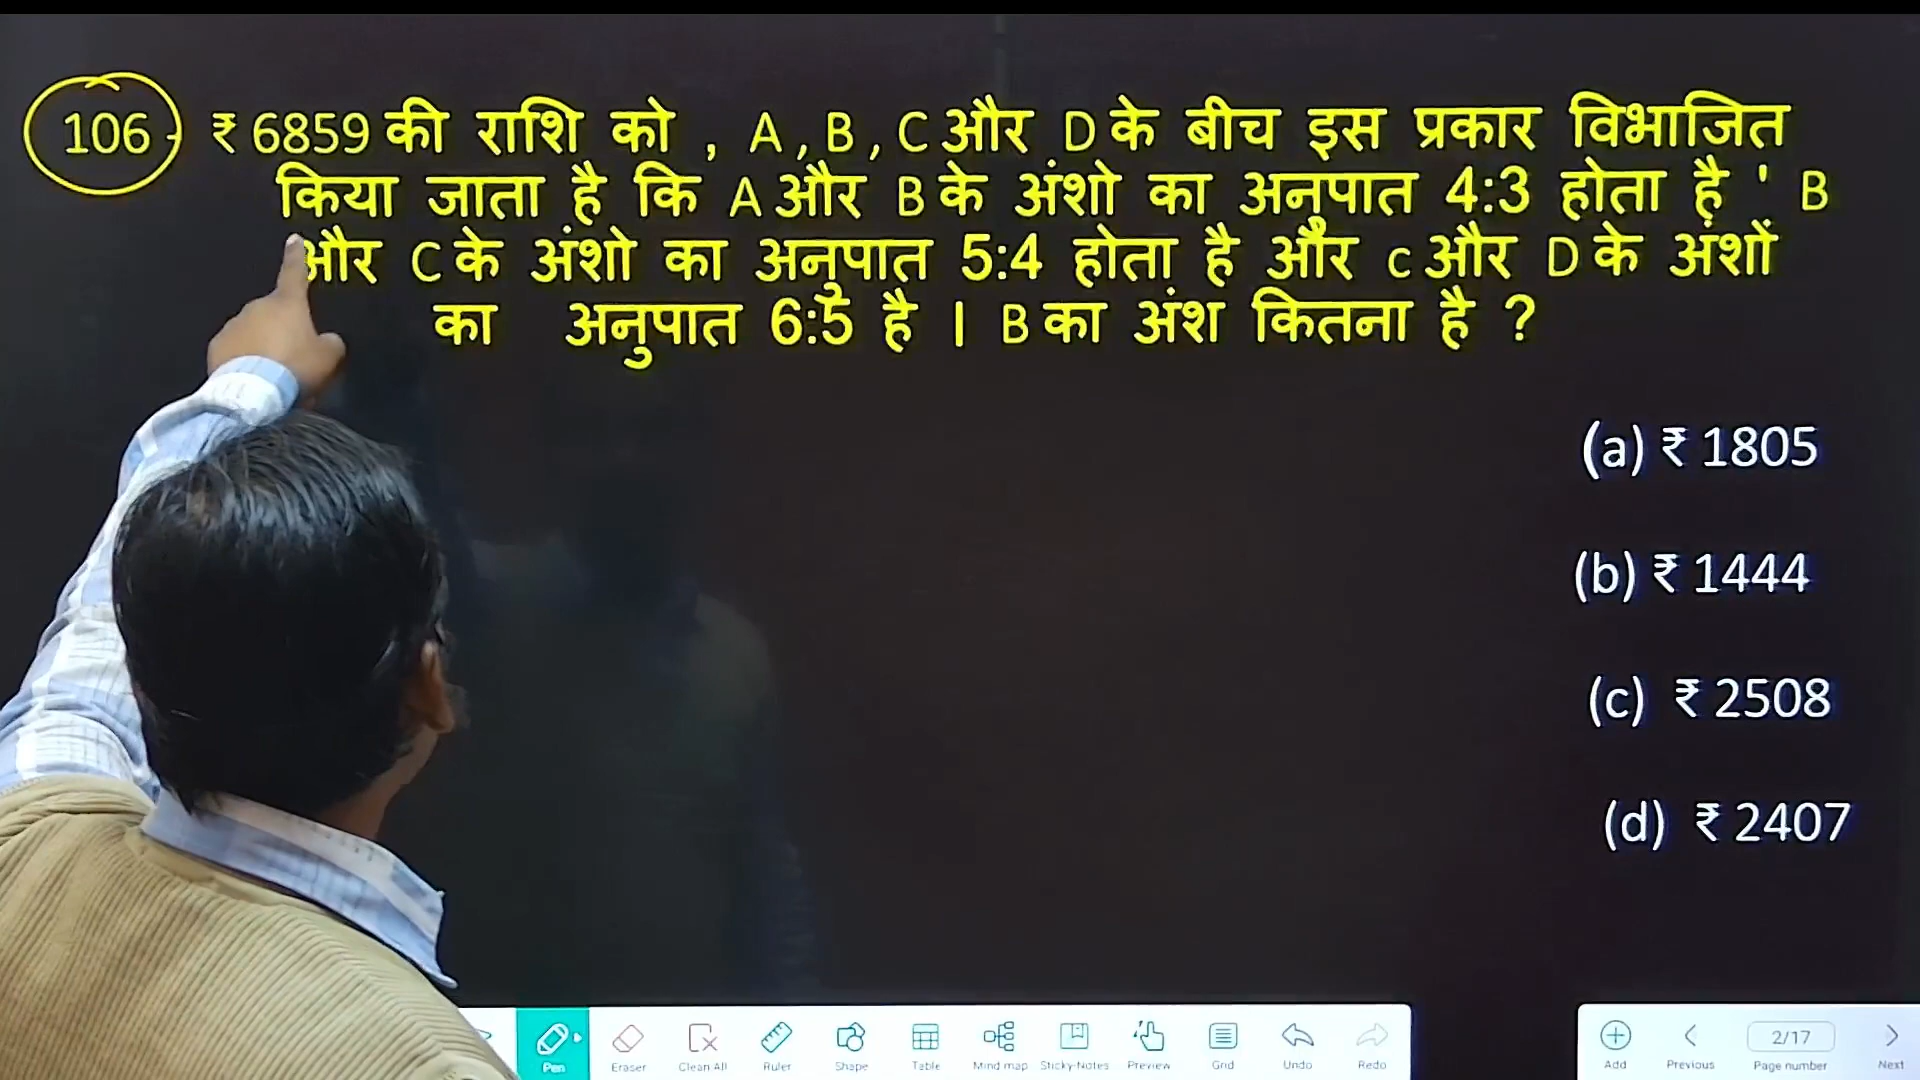 106. ₹ 6859 की राशि को , A , B , C और D के बीच इस प्रकार विभाजित
किया जाता है कि A और B के अंशो का अनुपात 4:3 होता है ' B
और C के अंशो का अनुपात 5:4 होता है और c और D के अंशों
का अनुपात 6:5 है । B का अंश कितना है ?
(a) ₹ 1805
(b) ₹ 1444
(c) ₹ 2508
(d) ₹ 2407
Pen Eraser Clean All Ruler Shape Table Mind map Sticky-Notes Preview Grid Undo Redo
2/17
Add Previous Page number Next